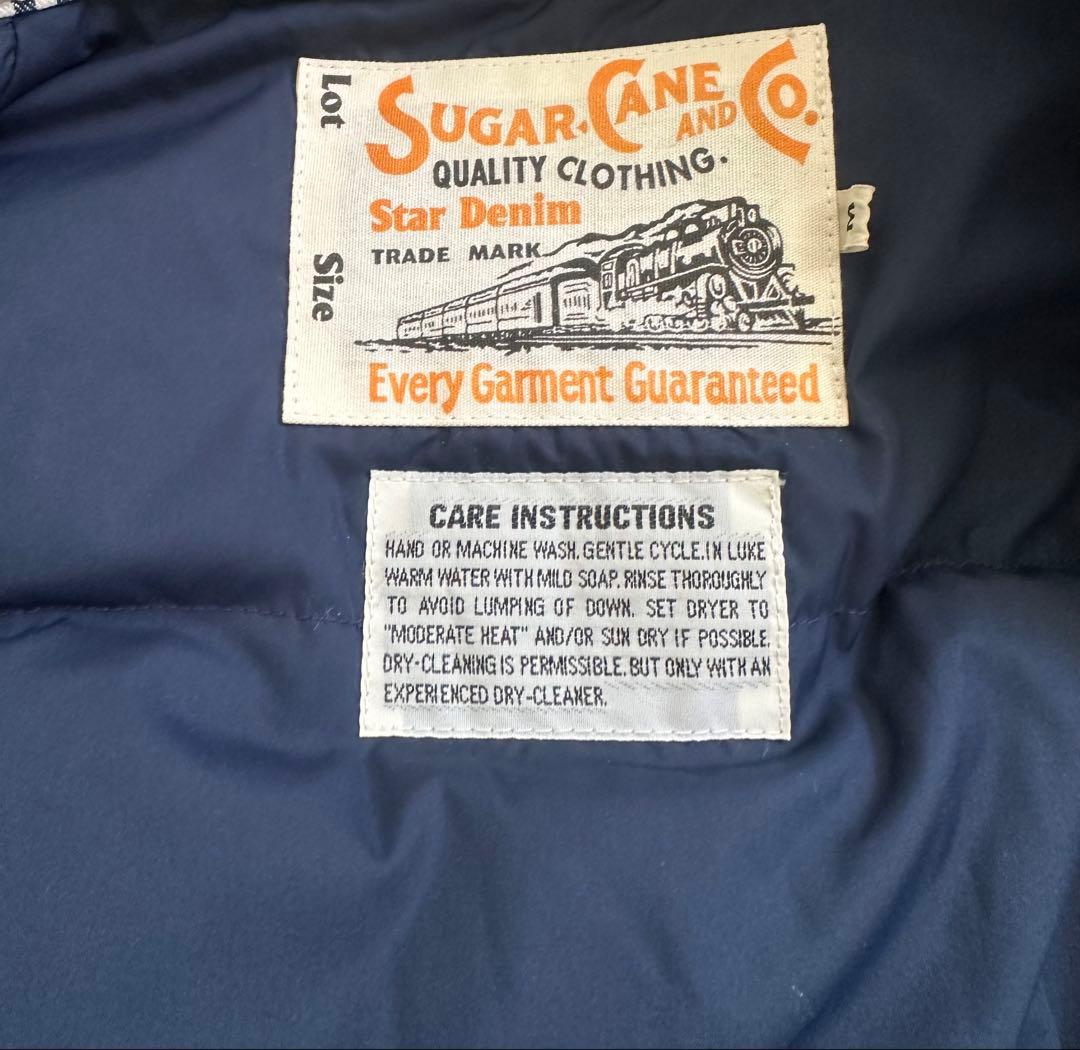 Lot
Size
SUGAR CANE AND CO.
QUALITY CLOTHING.
Star Denim
TRADE MARK
Every Garment Guaranteed
CARE INSTRUCTIONS
HAND OR MACHINE WASH. GENTLE CYCLE. IN LUKE
WARM WATER WITH MILD SOAP. RINSE THOROUGHLY
TO AVOID LUMPING OF DOWN. SET DRYER TO
"MODERATE HEAT" AND/OR SUN DRY IF POSSIBLE.
DRY-CLEANING IS PERMISSIBLE. BUT ONLY WITH AN
EXPERIENCED DRY-CLEANER.